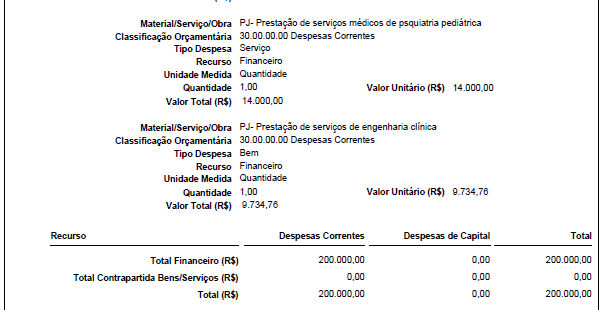 Material/Serviço/Obra PJ- Prestação de serviços médicos de psquiatria pediátrica
Classificação Orçamentária 30.00.00.00 Despesas Correntes
Tipo Despesa Serviço
Recurso Financeiro
Unidade Medida Quantidade
Quantidade 1,00 Valor Unitário (R$) 14.000,00
Valor Total (R$) 14.000,00
Material/Serviço/Obra PJ- Prestação de serviços de engenharia clínica
Classificação Orçamentária 30.00.00.00 Despesas Correntes
Tipo Despesa Bem
Recurso Financeiro
Unidade Medida Quantidade
Quantidade 1,00 Valor Unitário (R$) 9.734,76
Valor Total (R$) 9.734,76
Recurso Despesas Correntes Despesas de Capital Total
Total Financeiro (R$) 200.000,00 0,00 200.000,00
Total Contrapartida Bens/Serviços (R$) 0,00 0,00 0,00
Total (R$) 200.000,00 0,00 200.000,00